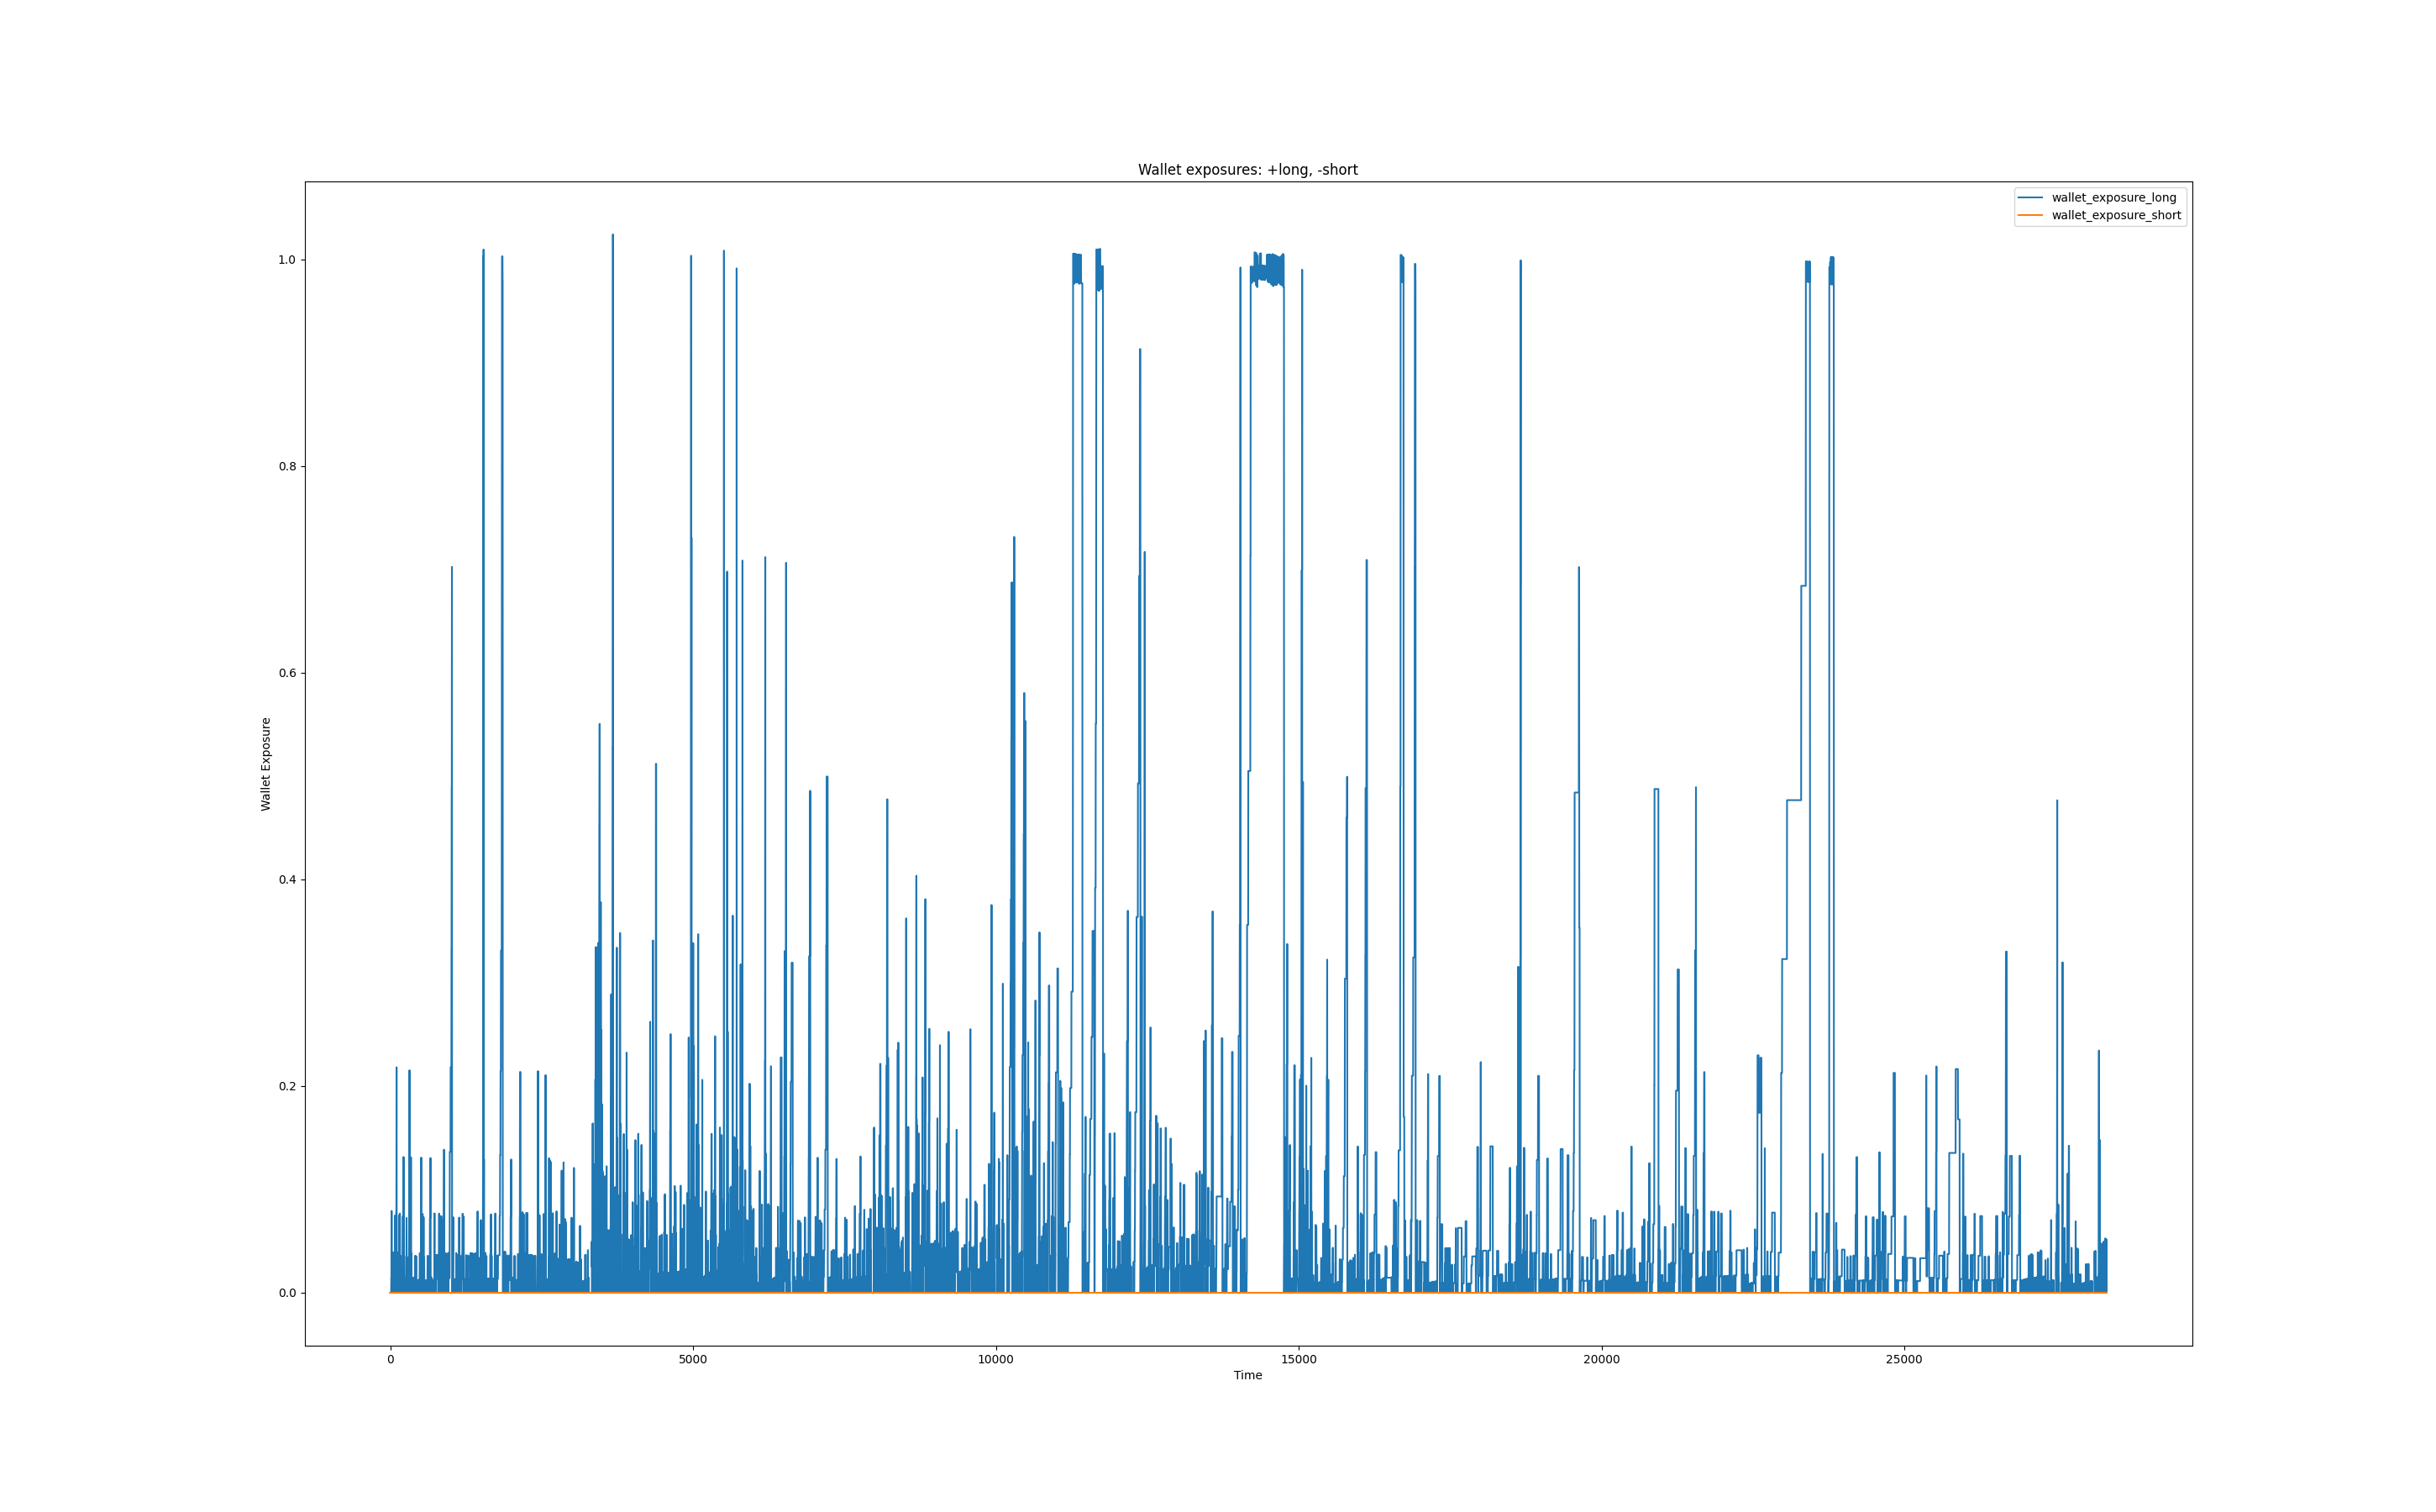 Wallet exposures: +long, -short
wallet_exposure_long
wallet_exposure_short
1.0
0.8
0.6
0.4
0.2
0.0
Wallet Exposure
0 5000 10000 15000 20000 25000
Time